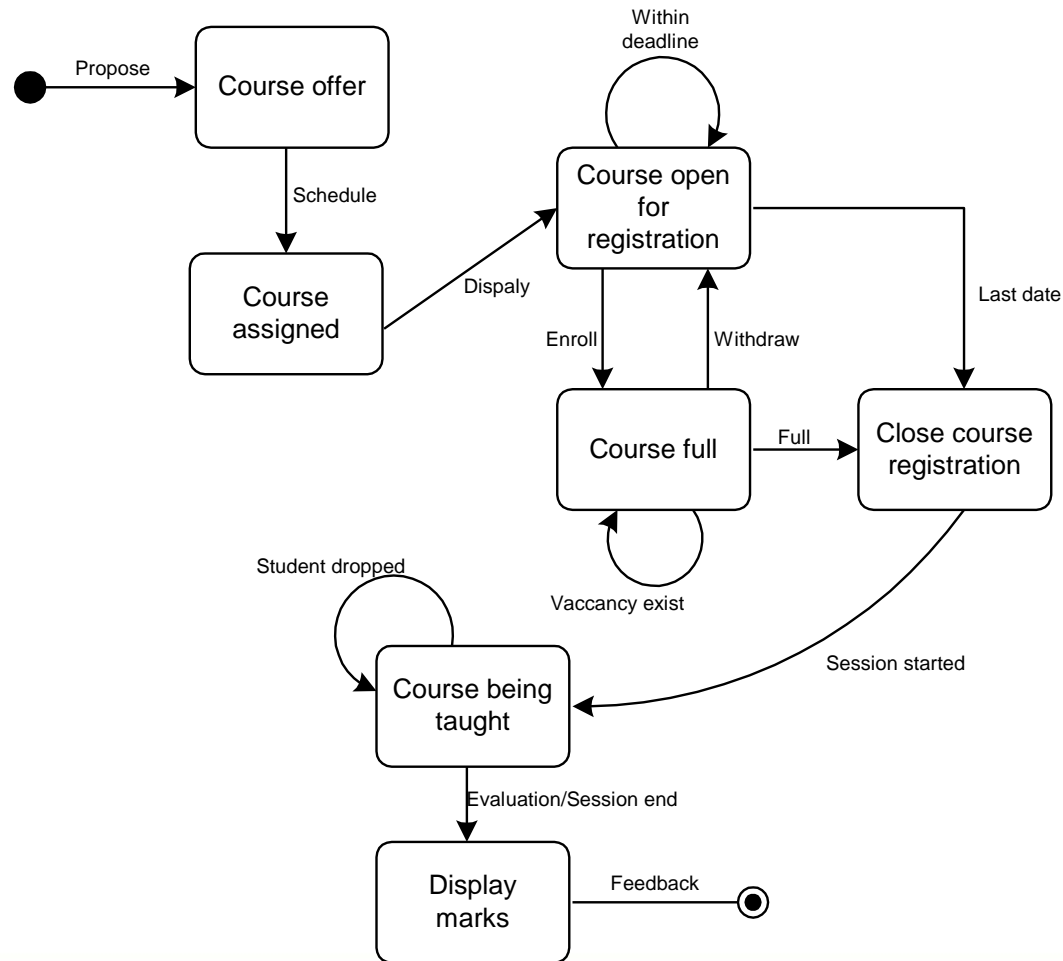 Propose
Course offer
Schedule
Course
assigned
Dispaly
Within
deadline
Course open
for
registration
Enroll
Withdraw
Last date
Course full
Full
Close course
registration
Vaccancy exist
Student dropped
Session started
Course being
taught
Evaluation/Session end
Display
marks
Feedback